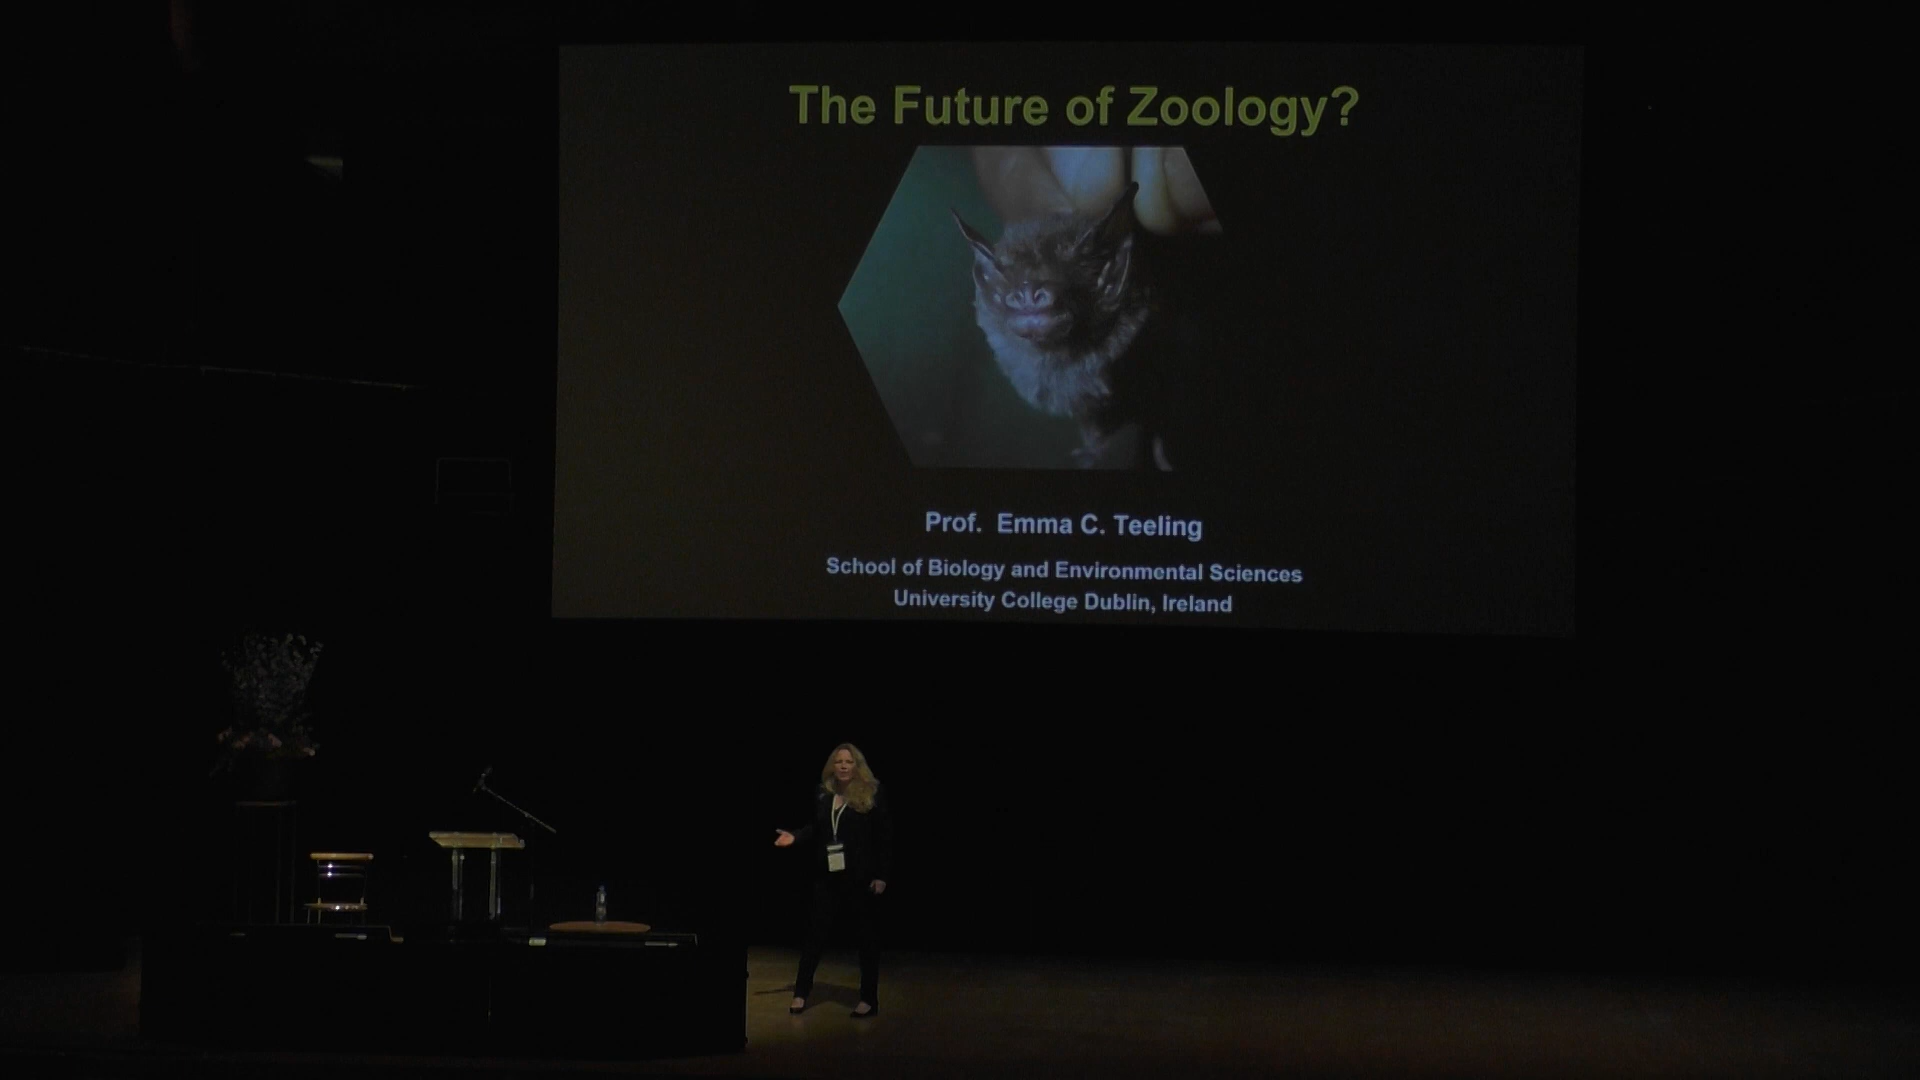 The Future of Zoology?
Prof. Emma C. Teeling
School of Biology and Environmental Sciences
University College Dublin, Ireland